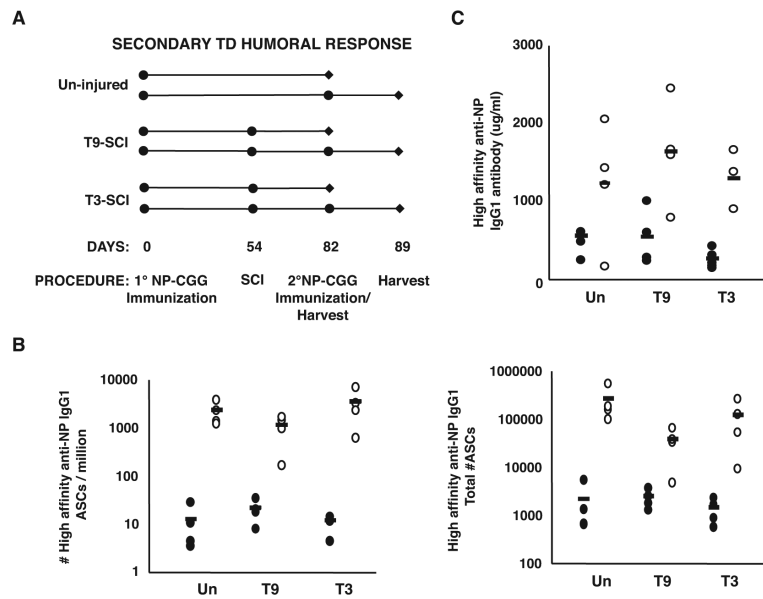 A
SECONDARY TD HUMORAL RESPONSE
Un-injured
T9-SCI
T3-SCI
DAYS: 0 54 82 89
PROCEDURE: 1° NP-CGG SCI 2°NP-CGG Harvest
Immunization Immunization/
Harvest
C
High affinity anti-NP
IgG1 antibody (ug/ml)
3000
2000
1000
0
Un T9 T3
B
# High affinity anti-NP IgG1
ASCs / million
10000
1000
100
10
1
Un T9 T3
High affinity anti-NP IgG1
Total #ASCs
1000000
100000
10000
1000
100
Un T9 T3